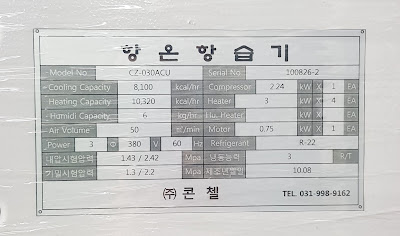 항온항습기
Model No. CZ-030ACU Serial No 100826-2
Cooling Capacity 8,100 kcal/hr Compressor 2.24 kW X 1 EA
Heating Capacity 10,320 kcal/hr Heater 3 kW X 4 EA
Humidi Capacity 6 kg/hr Hu. Heater kW X EA
Air Volume 50 ㎥/min Motor 0.75 kW X 1 EA
Power 3 Φ 380 V 60 Hz Refrigerant R-22
내압시험압력 1.43 / 2.42 Mpa 냉동능력 3 R/T
기밀시험압력 1.3 / 2.2 Mpa 제조년월일 10.08
㈜콘첼 TEL. 031-998-9162